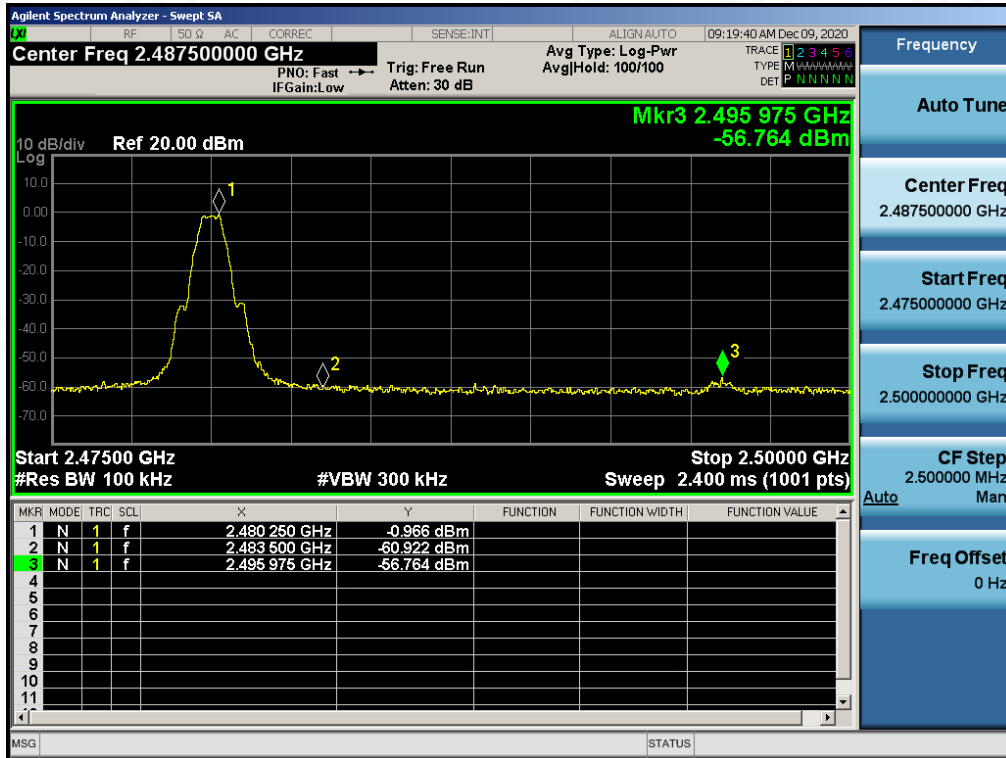 Agilent Spectrum Analyzer - Swept SA
LXI RF 50 Ω AC CORREC SENSE:INT ALIGN AUTO 09:19:40 AM Dec 09, 2020
Center Freq 2.487500000 GHz
PNO: Fast
IFGain:Low
Trig: Free Run
Atten: 30 dB
Avg Type: Log-Pwr
Avg|Hold: 100/100
TRACE 1 2 3 4 5 6
TYPE M WWWWW
DET P N N N N N
Mkr3 2.495 975 GHz
-56.764 dBm
10 dB/div Ref 20.00 dBm
Log
10.0
0.00
-10.0
-20.0
-30.0
-40.0
-50.0
-60.0
-70.0
1
2
3
Start 2.47500 GHz Stop 2.50000 GHz
#Res BW 100 kHz #VBW 300 kHz Sweep 2.400 ms (1001 pts)
MKR MODE TRC SCL X Y FUNCTION FUNCTION WIDTH FUNCTION VALUE
1 N 1 f 2.480 250 GHz -0.966 dBm
2 N 1 f 2.483 500 GHz -60.922 dBm
3 N 1 f 2.495 975 GHz -56.764 dBm
4
5
6
7
8
9
10
11
MSG STATUS
Frequency
Auto Tune
Center Freq
2.487500000 GHz
Start Freq
2.475000000 GHz
Stop Freq
2.500000000 GHz
CF Step
2.500000 MHz
Auto Man
Freq Offset
0 Hz